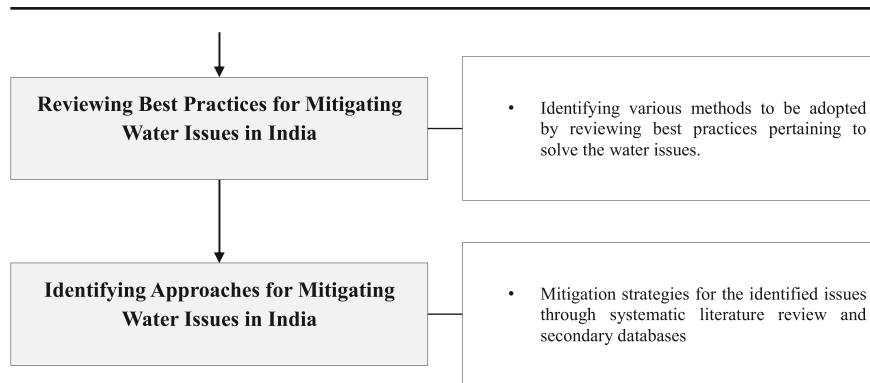 Reviewing Best Practices for Mitigating
Water Issues in India
• Identifying various methods to be adopted
by reviewing best practices pertaining to
solve the water issues.
Identifying Approaches for Mitigating
Water Issues in India
• Mitigation strategies for the identified issues
through systematic literature review and
secondary databases